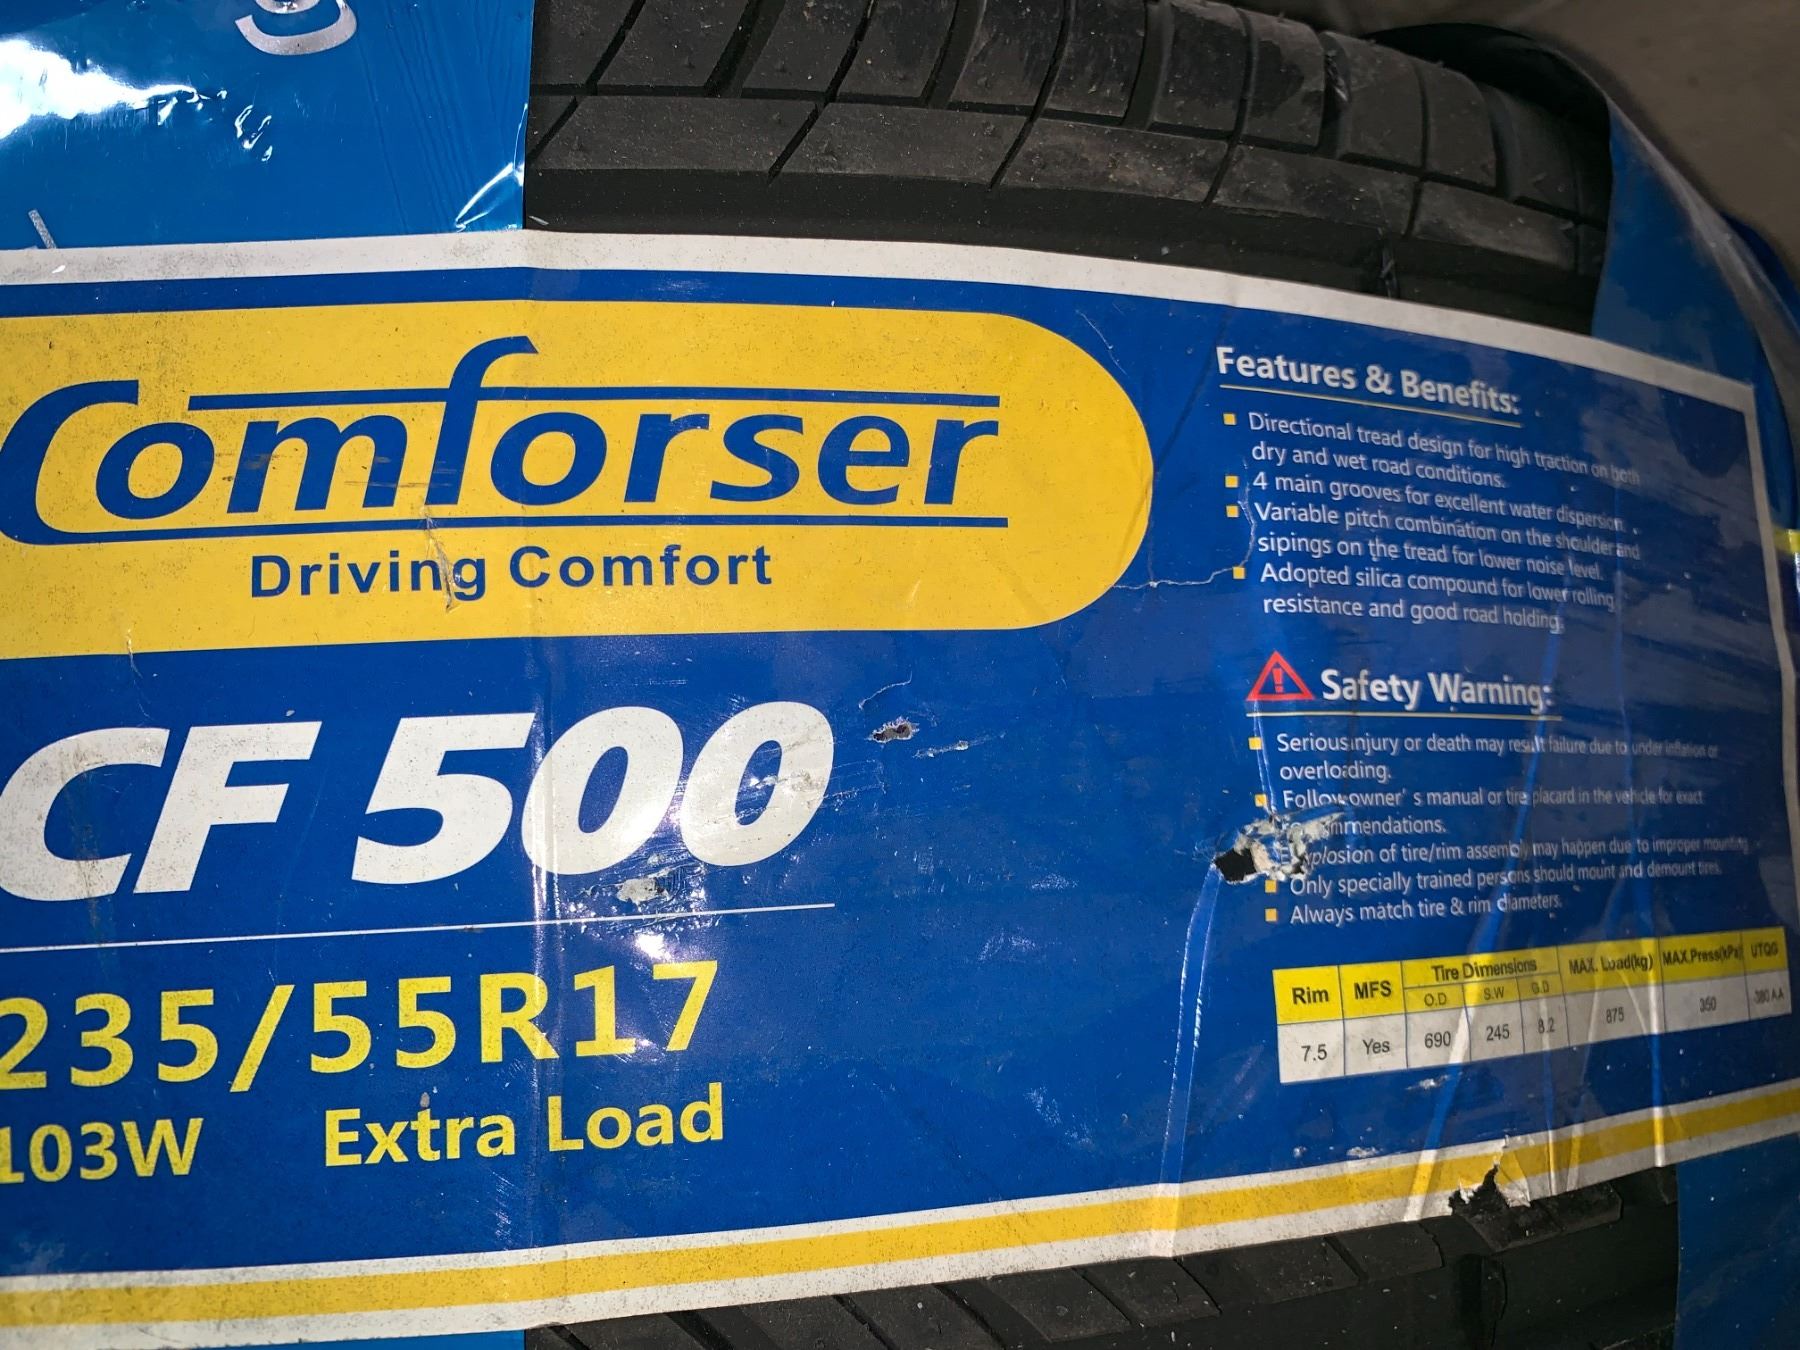 g
Comforser
Driving Comfort
CF 500
235/55R17
103W Extra Load
Features & Benefits:
Directional tread design for high traction on both
dry and wet road conditions.
4 main grooves for excellent water dispersion.
Variable pitch combination on the shoulder and
sipings on the tread for lower noise level.
Adopted silica compound for lower rolling
resistance and good road holding.
Safety Warning:
Serious injury or death may result failure due to under inflation or
overloading.
Follow owner's manual or tire placard in the vehicle for exact
mmendations.
Explosion of tire/rim assembly may happen due to improper mounting
Only specially trained persons should mount and demount tires.
Always match tire & rim diameters.
Rim MFS Tire Dimensions MAX. Load(kg) MAX.Press(kPa) UTQG
O.D S.W G.D
7.5 Yes 690 245 8.2 875 350 380 AA